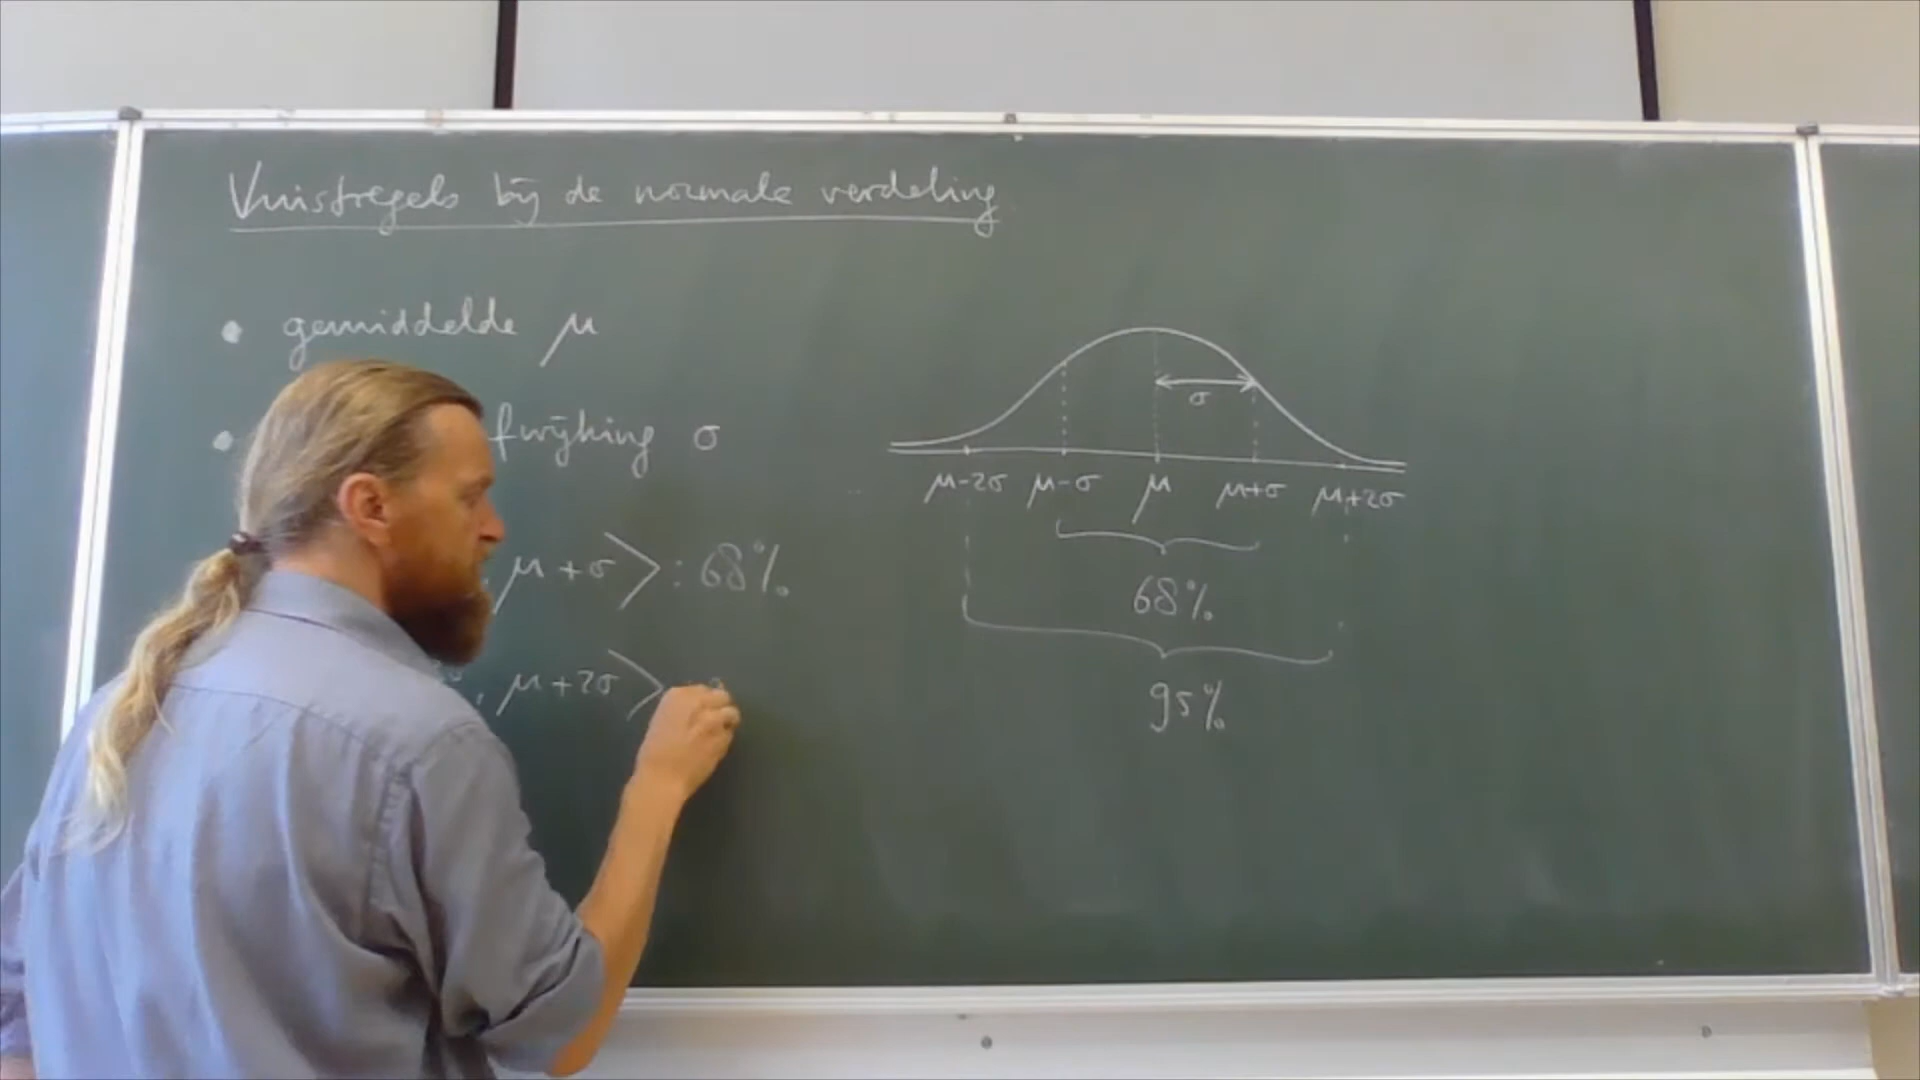 Vuistregels bij de normale verdeling
• gemiddelde μ
• fwijking σ
, μ+σ> : 68%
σ, μ+2σ>
σ
μ-2σ μ-σ μ μ+σ μ+2σ
68%
95%